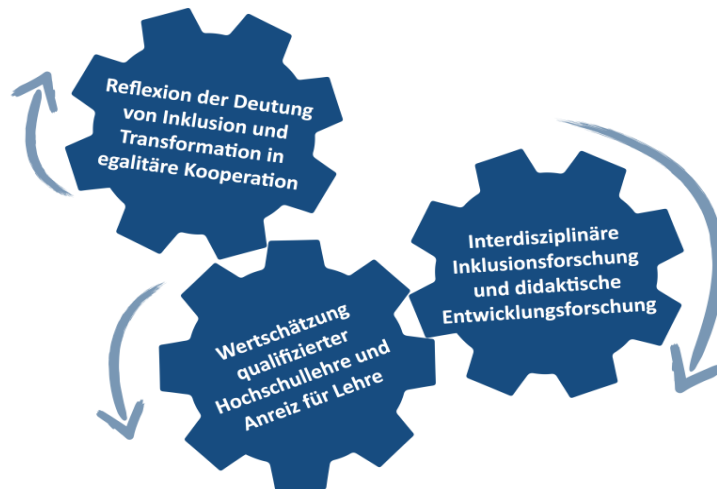 Reflexion der Deutung
von Inklusion und
Transformation in
egalitäre Kooperation
Interdisziplinäre
Inklusionsforschung
und didaktische
Entwicklungsforschung
Wertschätzung
qualifizierter
Hochschullehre und
Anreiz für Lehre